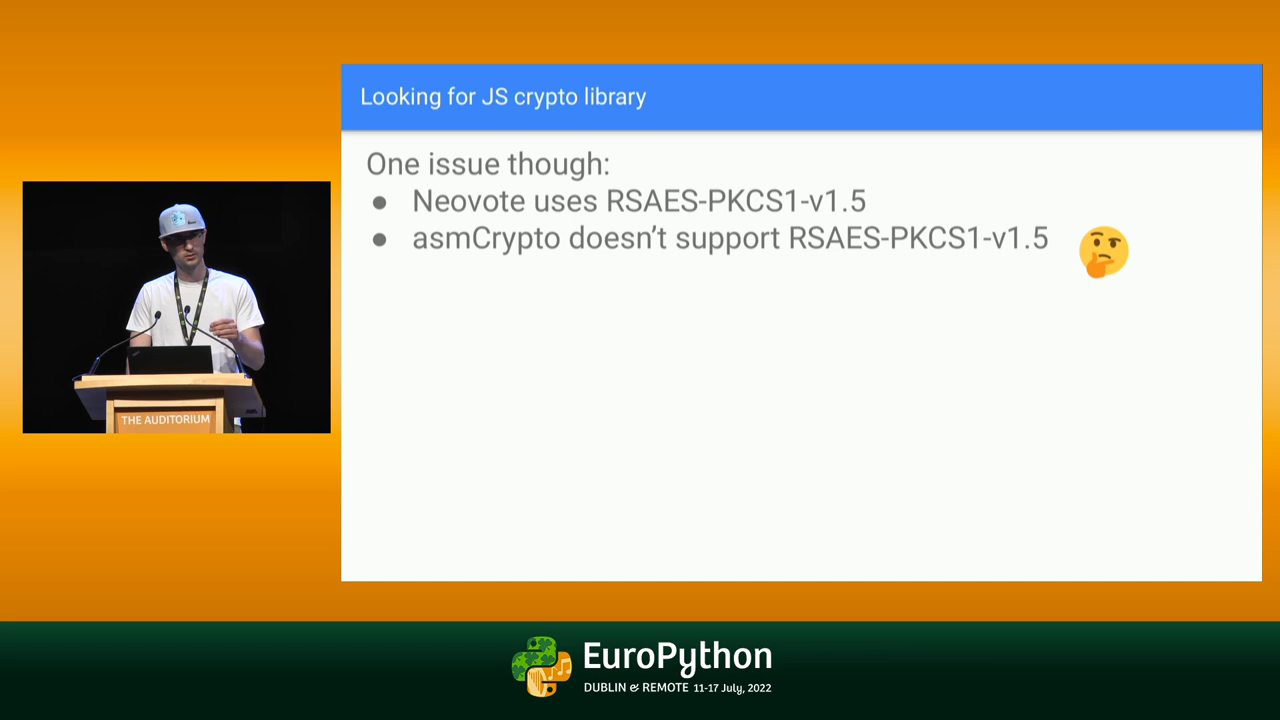 Looking for JS crypto library
One issue though:
● Neovote uses RSAES-PKCS1-v1.5
● asmCrypto doesn’t support RSAES-PKCS1-v1.5
THE AUDITORIUM
EuroPython
DUBLIN & REMOTE 11-17 July, 2022